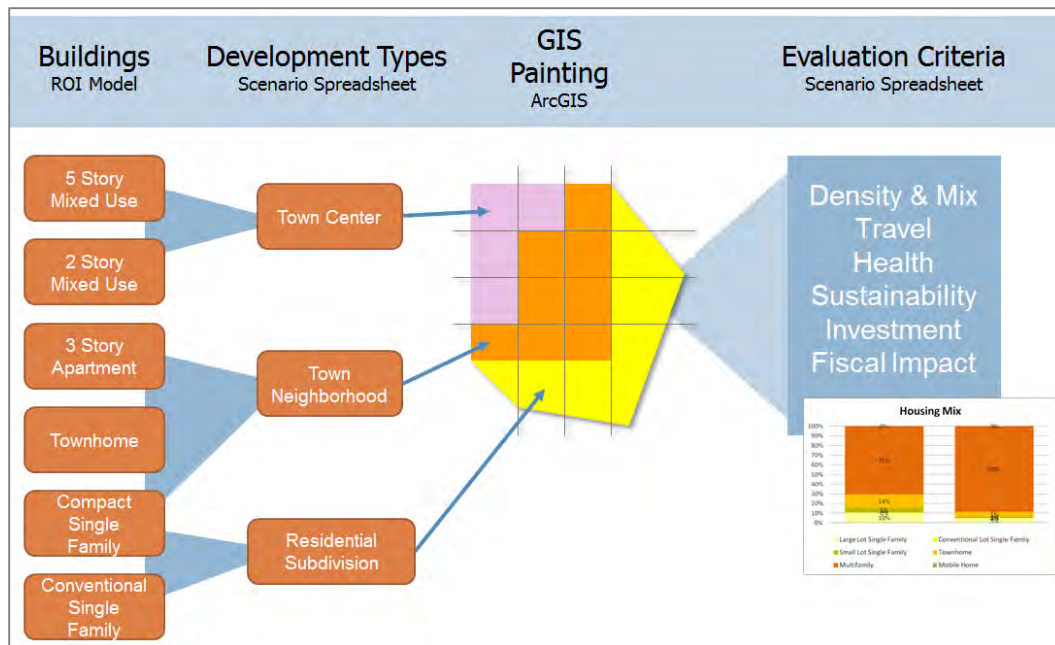 Buildings
ROI Model
Development Types
Scenario Spreadsheet
GIS
Painting
ArcGIS
Evaluation Criteria
Scenario Spreadsheet
5 Story
Mixed Use
2 Story
Mixed Use
3 Story
Apartment
Townhome
Compact
Single
Family
Conventional
Single
Family
Town Center
Town
Neighborhood
Residential
Subdivision
Density & Mix
Travel
Health
Sustainability
Investment
Fiscal Impact
Housing Mix
100%
90%
80%
70%
60%
50%
40%
30%
20%
10%
0%
14%
10%
Large Lot Single Family
Conventional Lot Single Family
Small Lot Single Family
Townhome
Multifamily
Mobile Home